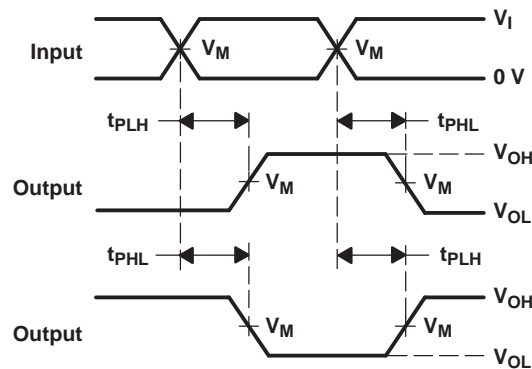 V_I
Input V_M V_M
0 V
t_PLH t_PHL
V_OH
Output V_M V_M
V_OL
t_PHL t_PLH
V_OH
Output V_M V_M
V_OL